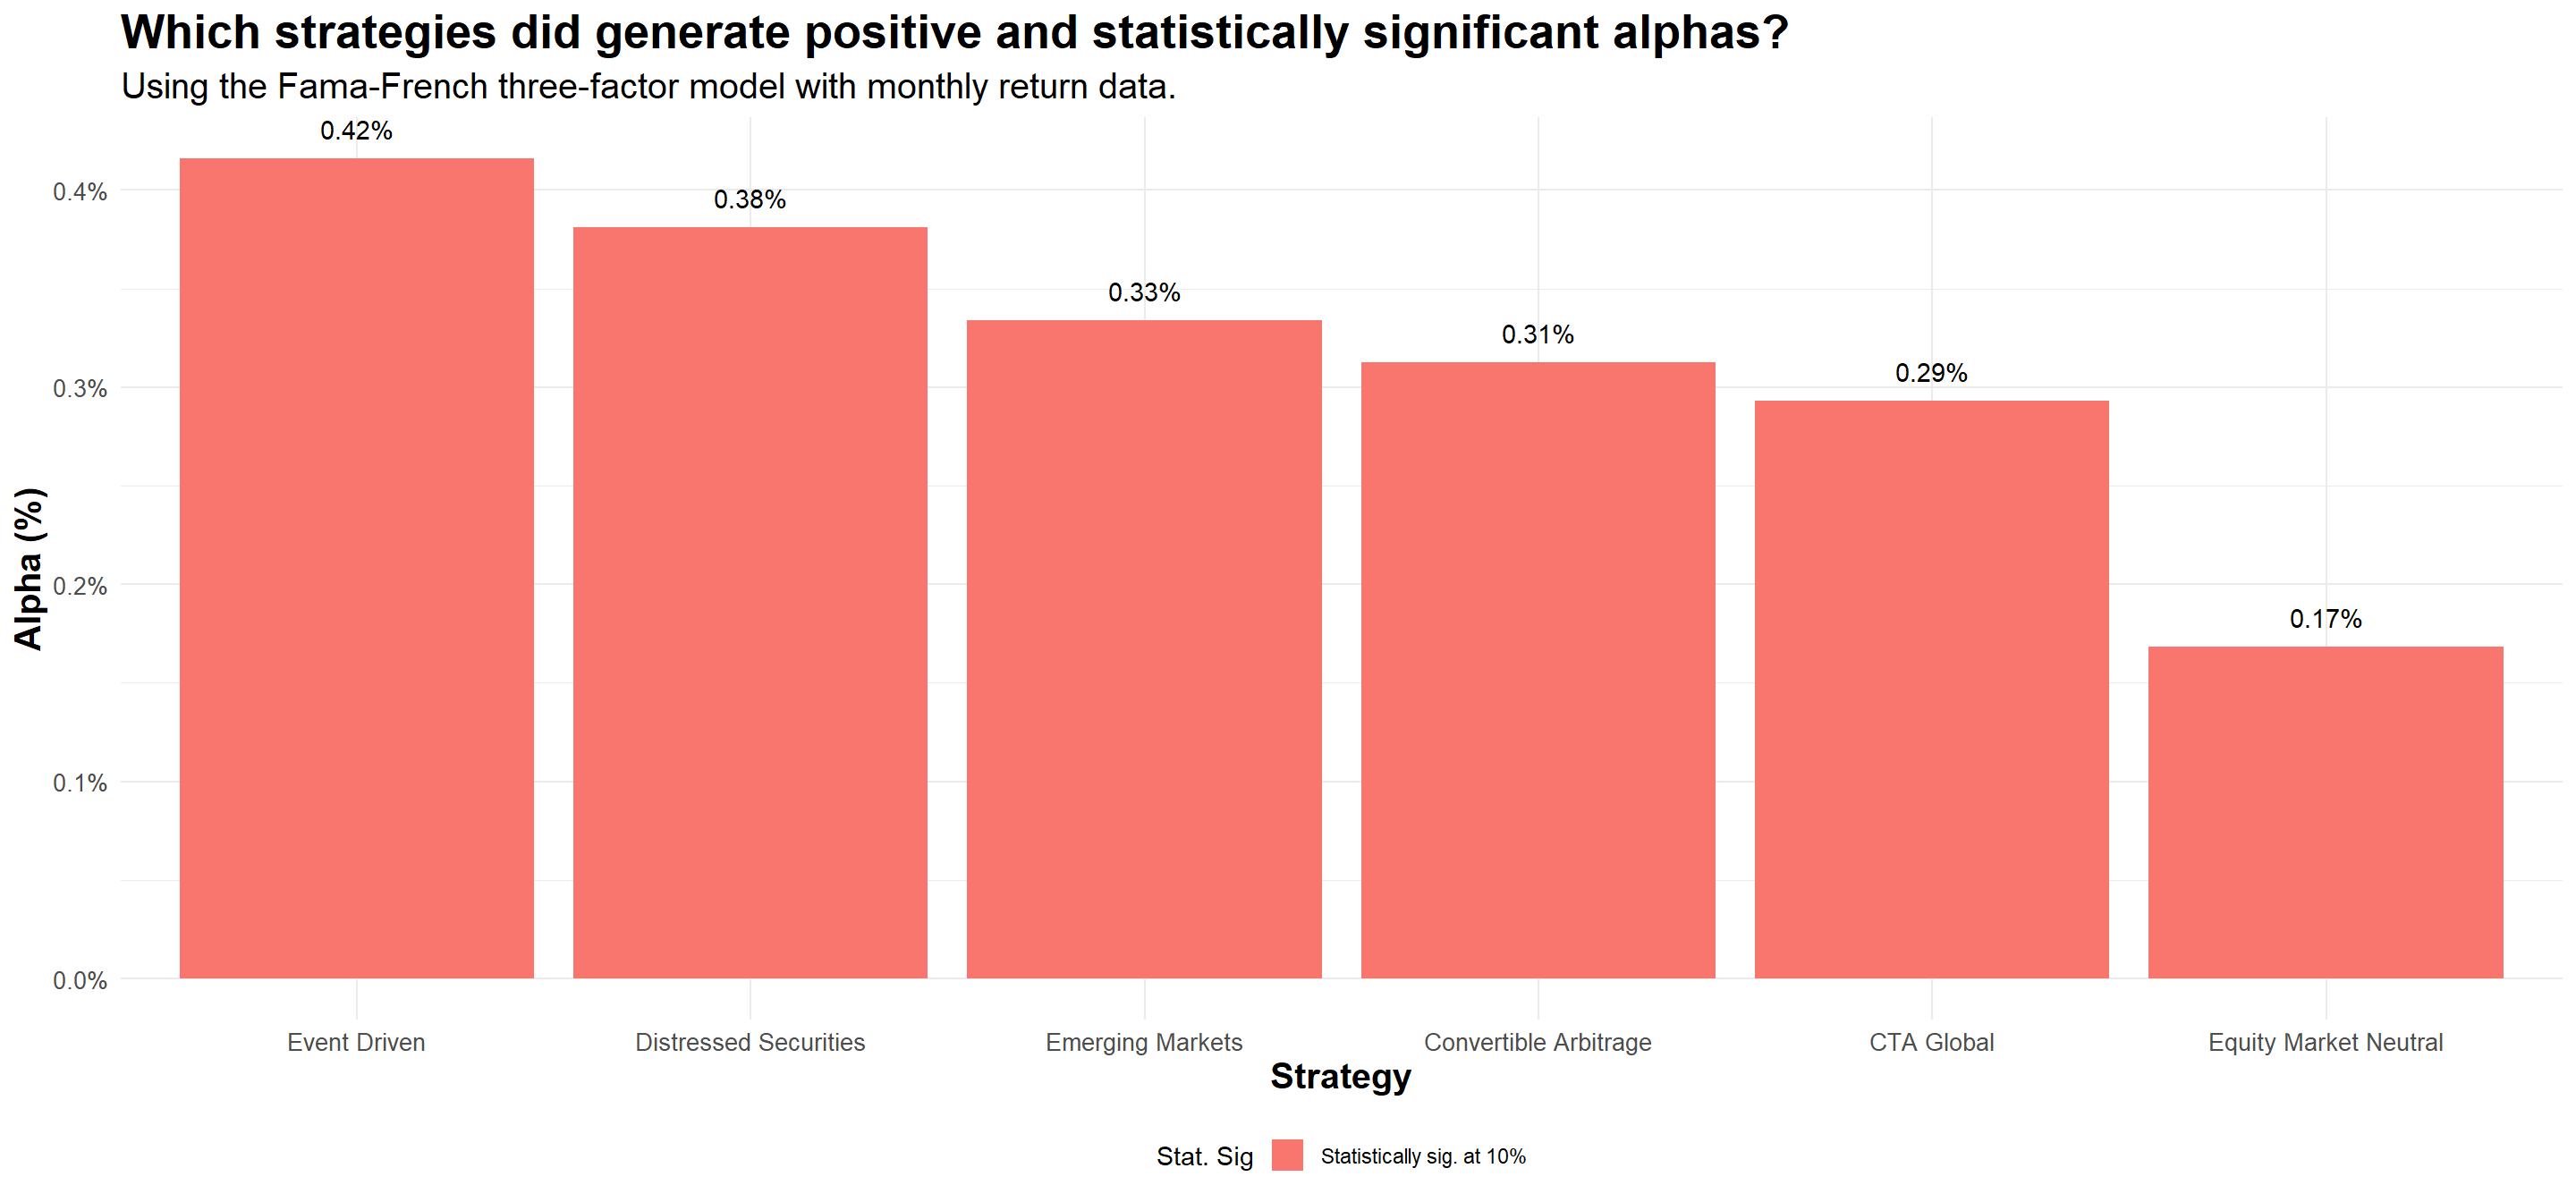 Which strategies did generate positive and statistically significant alphas?
Using the Fama-French three-factor model with monthly return data.
0.42%
0.38%
0.33%
0.31%
0.29%
0.17%
0.4%
0.3%
0.2%
0.1%
0.0%
Alpha (%)
Event Driven
Distressed Securities
Emerging Markets
Convertible Arbitrage
CTA Global
Equity Market Neutral
Strategy
Stat. Sig
Statistically sig. at 10%